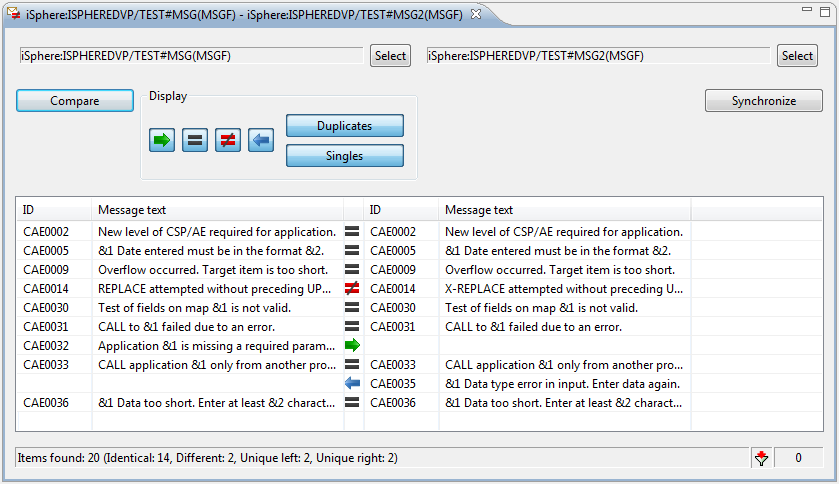 iSphere:ISPHEREDVP/TEST#MSG(MSGF) - iSphere:ISPHEREDVP/TEST#MSG2(MSGF)
iSphere:ISPHEREDVP/TEST#MSG(MSGF) Select iSphere:ISPHEREDVP/TEST#MSG2(MSGF) Select
Compare Display Synchronize
Duplicates
Singles
ID Message text ID Message text
CAE0002 New level of CSP/AE required for application. = CAE0002 New level of CSP/AE required for application.
CAE0005 &1 Date entered must be in the format &2. = CAE0005 &1 Date entered must be in the format &2.
CAE0009 Overflow occurred. Target item is too short. = CAE0009 Overflow occurred. Target item is too short.
CAE0014 REPLACE attempted without preceding UP... ≠ CAE0014 X-REPLACE attempted without preceding U...
CAE0030 Test of fields on map &1 is not valid. = CAE0030 Test of fields on map &1 is not valid.
CAE0031 CALL to &1 failed due to an error. = CAE0031 CALL to &1 failed due to an error.
CAE0032 Application &1 is missing a required param...
CAE0033 CALL application &1 only from another pro... = CAE0033 CALL application &1 only from another pro...
CAE0035 &1 Data type error in input. Enter data again.
CAE0036 &1 Data too short. Enter at least &2 charact... = CAE0036 &1 Data too short. Enter at least &2 charact...
Items found: 20 (Identical: 14, Different: 2, Unique left: 2, Unique right: 2) 0